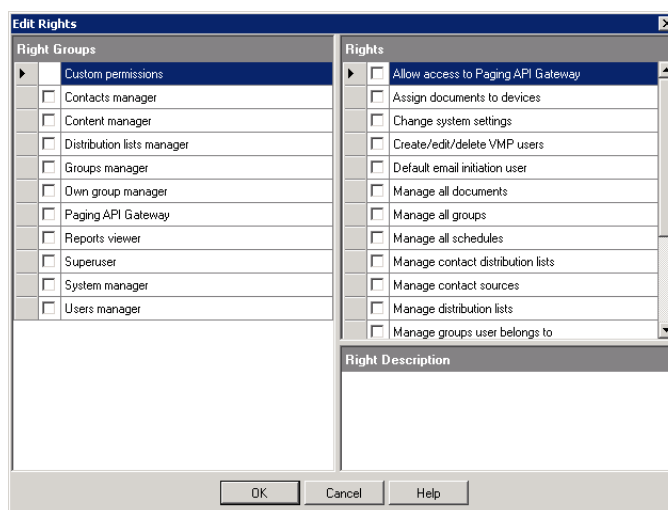 Edit Rights
Right Groups
Custom permissions
Contacts manager
Content manager
Distribution lists manager
Groups manager
Own group manager
Paging API Gateway
Reports viewer
Superuser
System manager
Users manager
Rights
Allow access to Paging API Gateway
Assign documents to devices
Change system settings
Create/edit/delete VMP users
Default email initiation user
Manage all documents
Manage all groups
Manage all schedules
Manage contact distribution lists
Manage contact sources
Manage distribution lists
Manage groups user belongs to
Right Description
OK Cancel Help